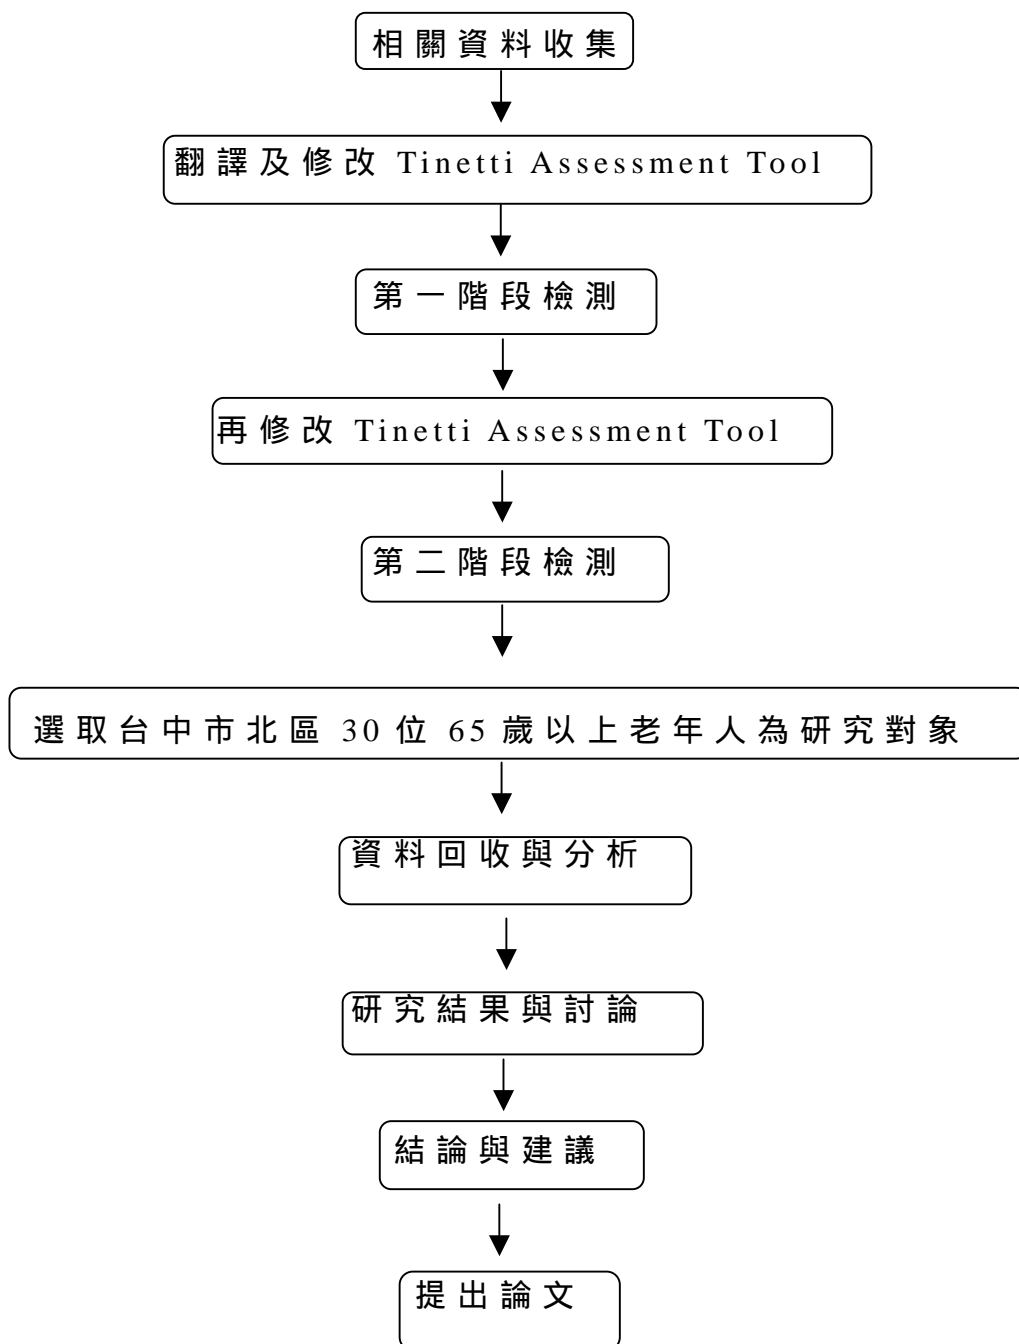 相關資料收集
翻譯及修改 Tinetti Assessment Tool
第一階段檢測
再修改 Tinetti Assessment Tool
第二階段檢測
選取台中市北區 30 位 65 歲以上老年人為研究對象
資料回收與分析
研究結果與討論
結論與建議
提出論文